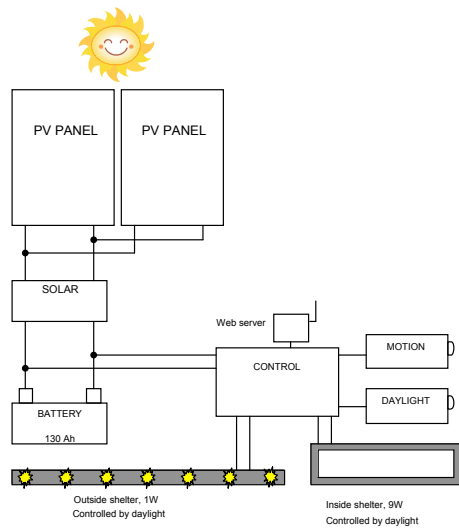 PV PANEL
PV PANEL
SOLAR
Web server
MOTION
CONTROL
DAYLIGHT
BATTERY
130 Ah
Outside shelter, 1W
Controlled by daylight
Inside shelter, 9W
Controlled by daylight